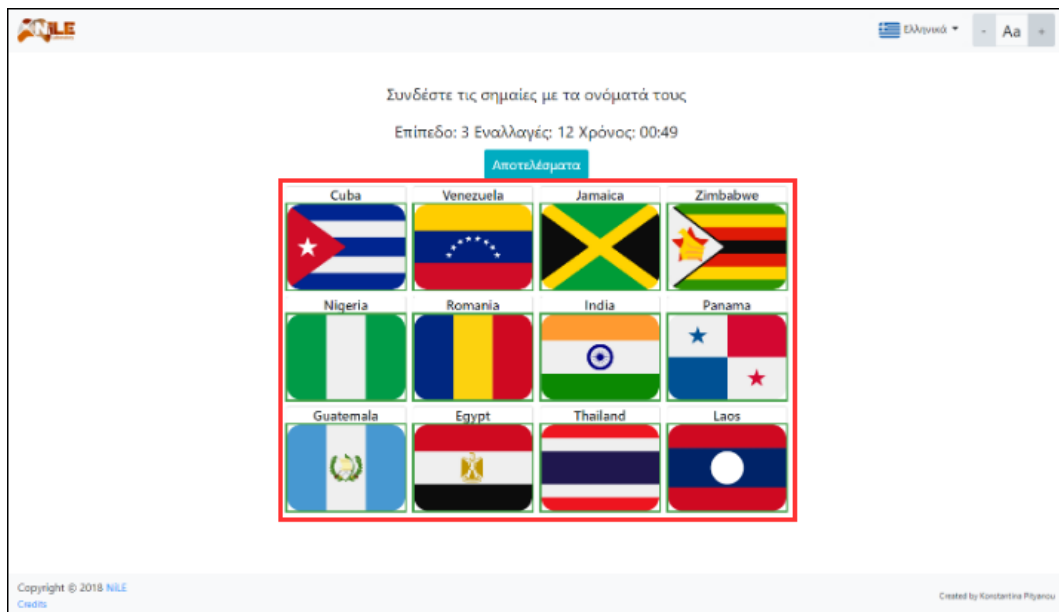 NiLE
Ελληνικά
- Aa +
Συνδέστε τις σημαίες με τα ονόματά τους
Επίπεδο: 3 Εναλλαγές: 12 Χρόνος: 00:49
Αποτελέσματα
Cuba Venezuela Jamaica Zimbabwe
Nigeria Romania India Panama
Guatemala Egypt Thailand Laos
Copyright © 2018 NiLE
Credits
Created by Konstantina Pityanou